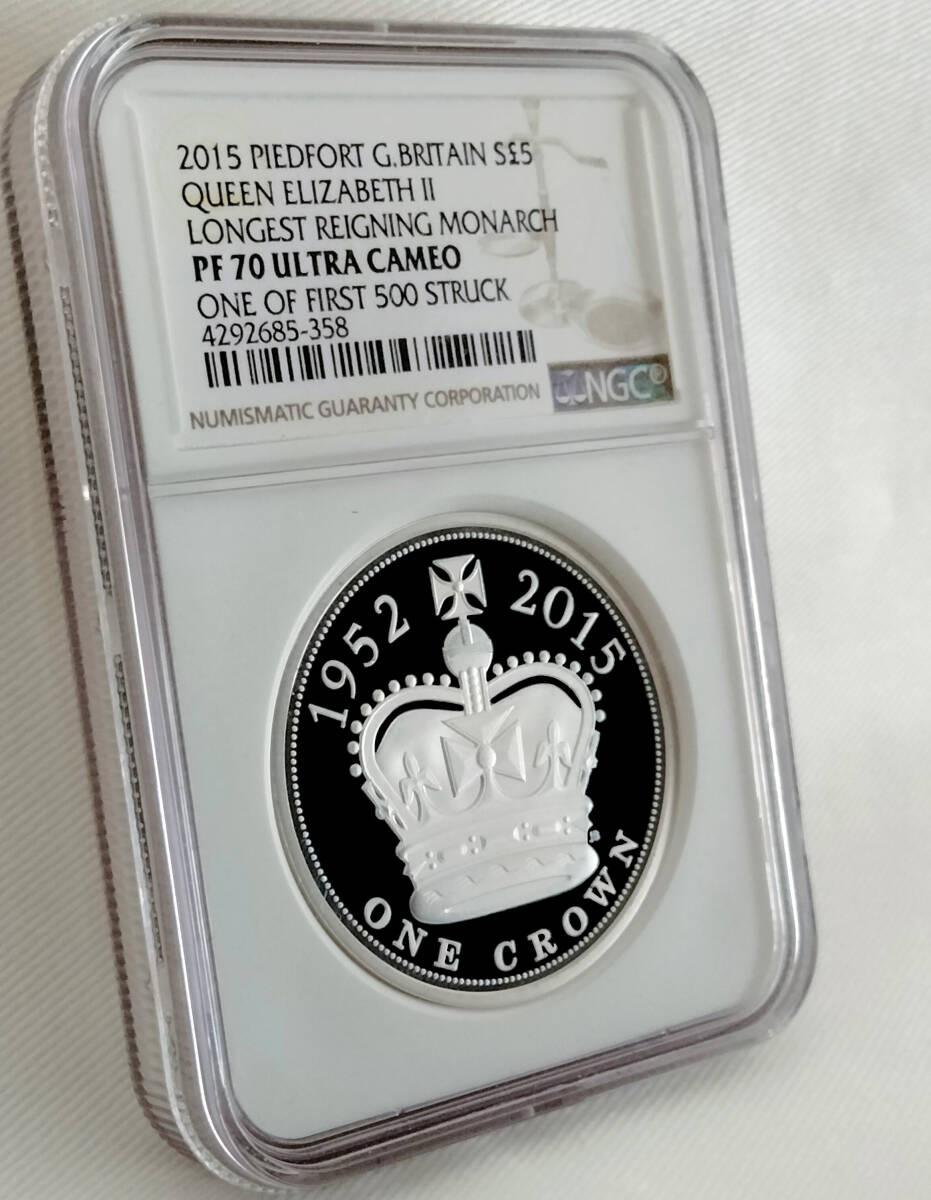 2015 PIEDFORT G.BRITAIN S£5
QUEEN ELIZABETH II
LONGEST REIGNING MONARCH
PF 70 ULTRA CAMEO
ONE OF FIRST 500 STRUCK
4292685-358
NUMISMATIC GUARANTY CORPORATION
NGC®
1952 2015
ONE CROWN